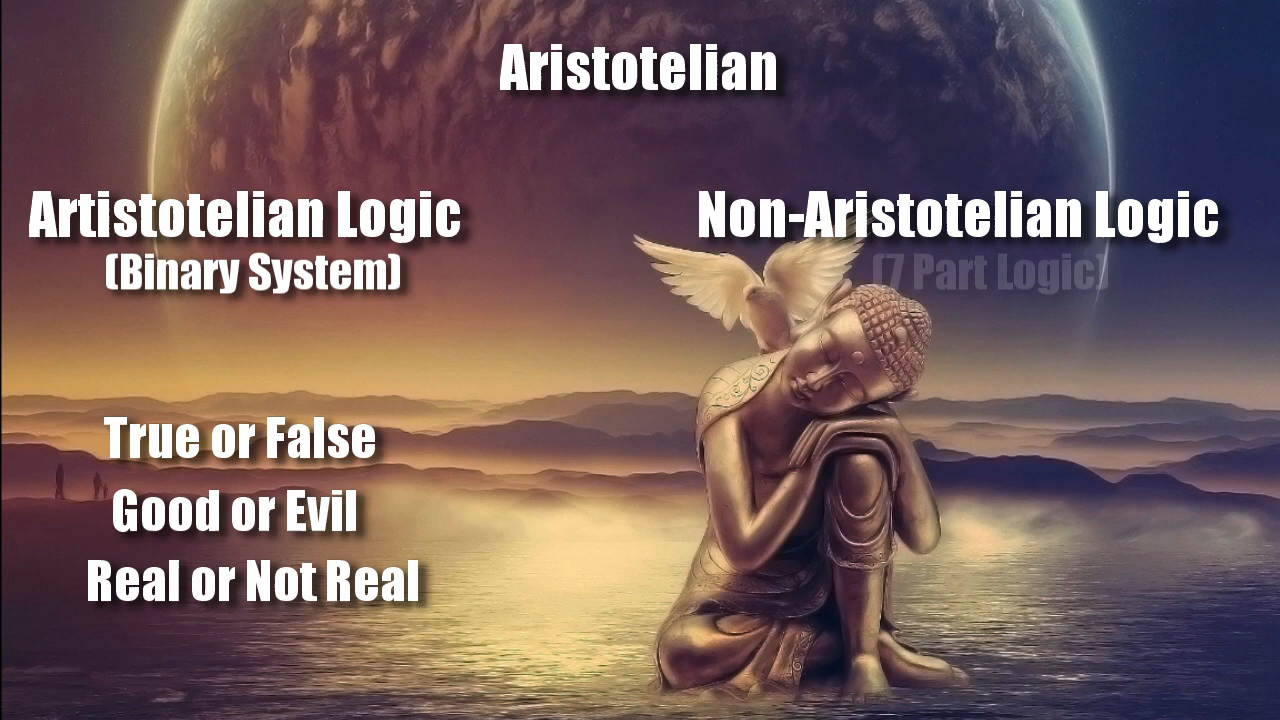 Aristotelian
Artistotelian Logic
(Binary System)
Non-Aristotelian Logic
(7 Part Logic)
True or False
Good or Evil
Real or Not Real